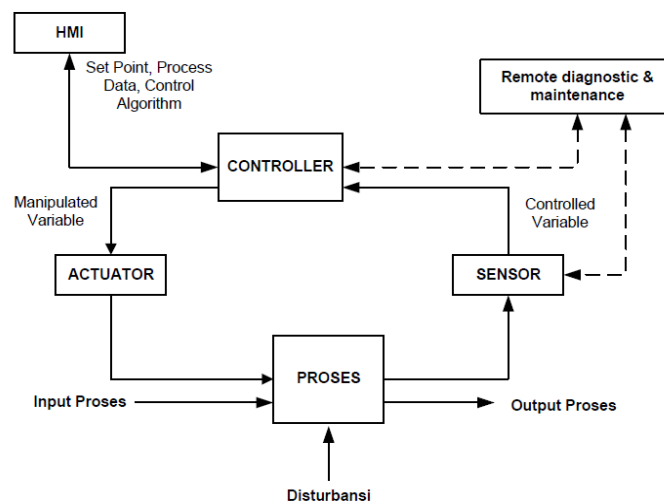 HMI
Set Point, Process
Data, Control
Algorithm
Remote diagnostic &
maintenance
CONTROLLER
Manipulated
Variable
Controlled
Variable
ACTUATOR
SENSOR
PROSES
Input Proses
Output Proses
Disturbansi